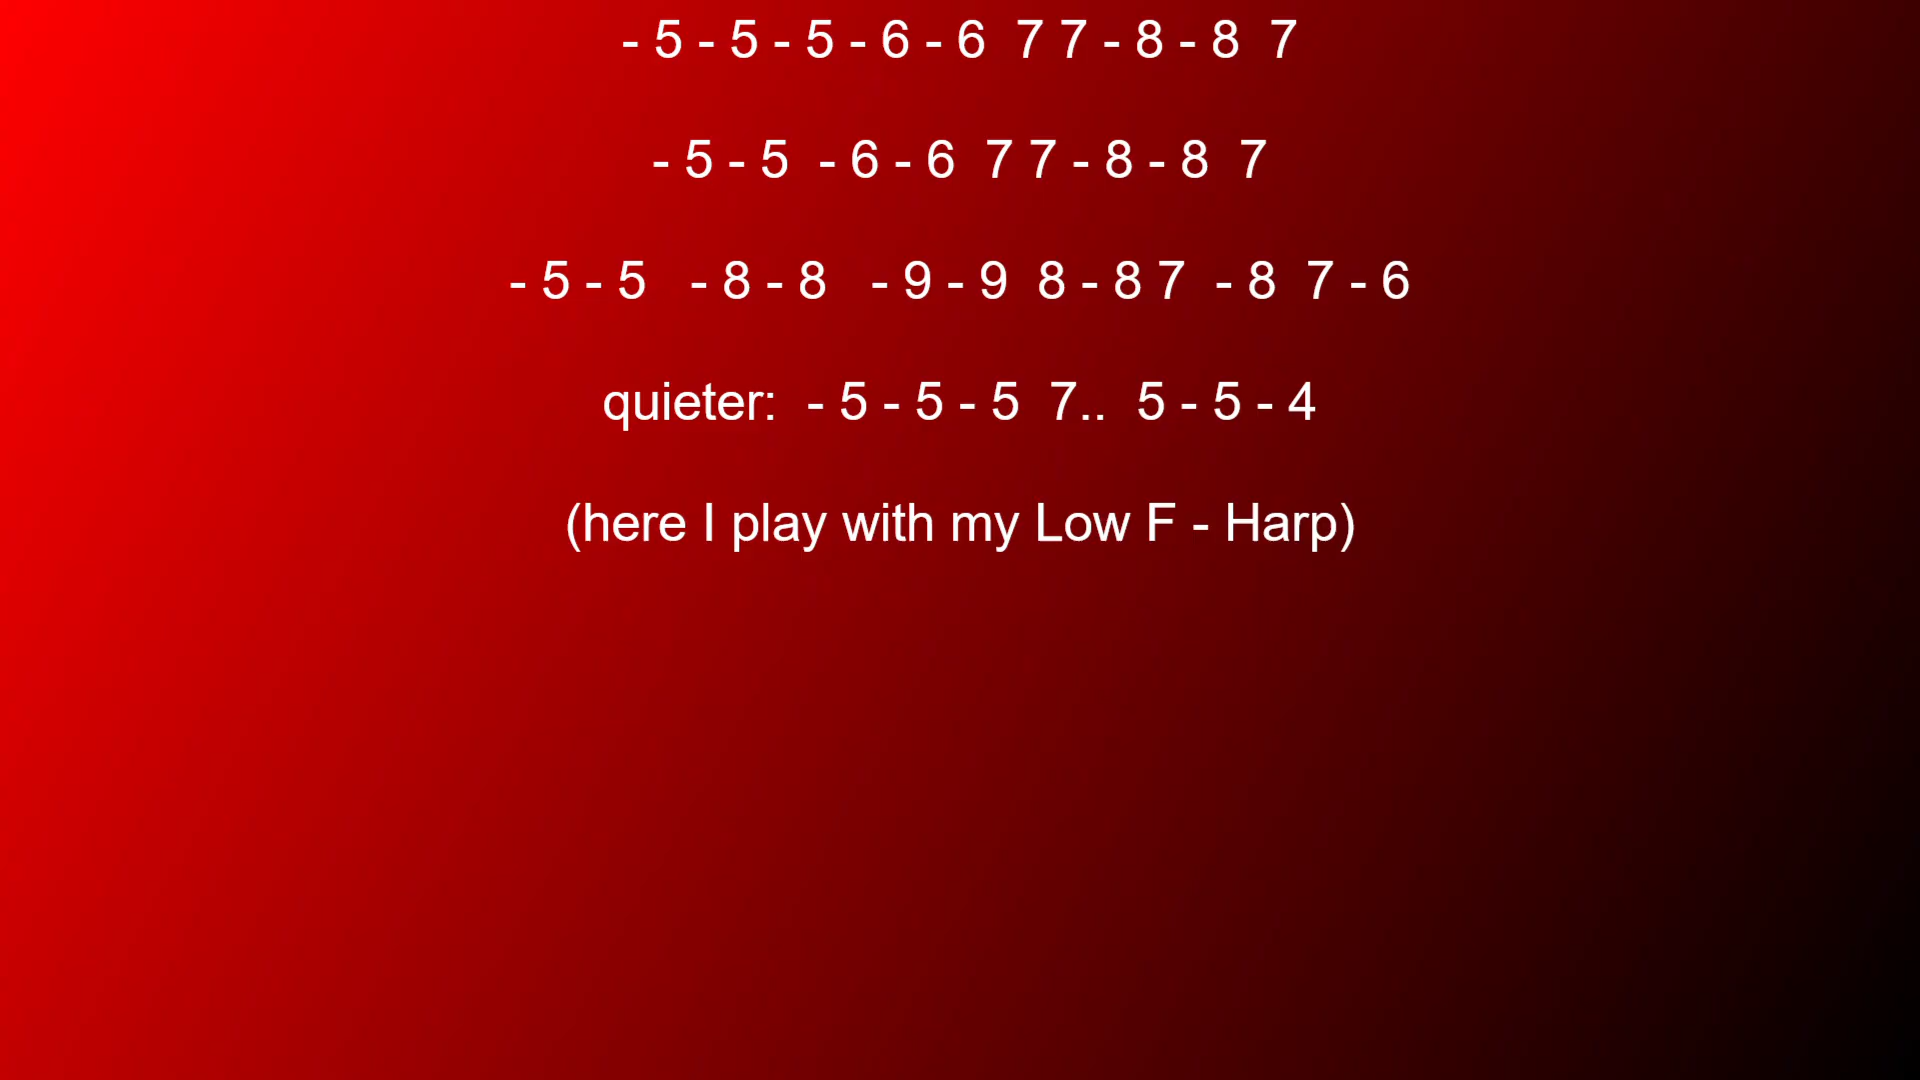 - 5 - 5 - 5 - 6 - 6  7 7 - 8 - 8  7
- 5 - 5  - 6 - 6  7 7 - 8 - 8  7
- 5 - 5   - 8 - 8   - 9 - 9  8 - 8 7  - 8  7 - 6
quieter:  - 5 - 5 - 5  7..  5 - 5 - 4
(here I play with my Low F - Harp)